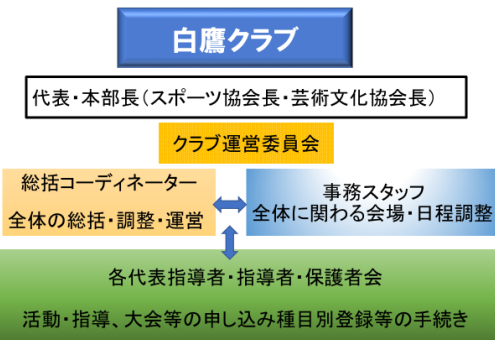 白鷹クラブ
代表・本部長（スポーツ協会長・芸術文化協会長）
クラブ運営委員会
総括コーディネーター
全体の総括・調整・運営
事務スタッフ
全体に関わる会場・日程調整
各代表指導者・指導者・保護者会
活動・指導、大会等の申し込み種目別登録等の手続き